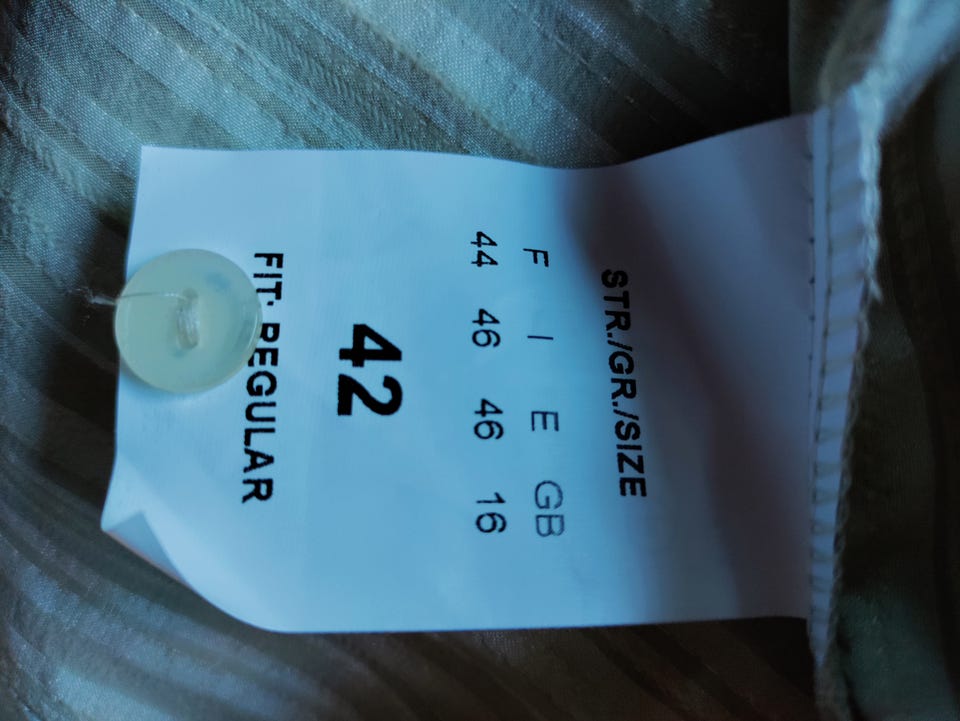 STR./GR./SIZE
F I E GB
44 46 46 16
42
FIT: REGULAR